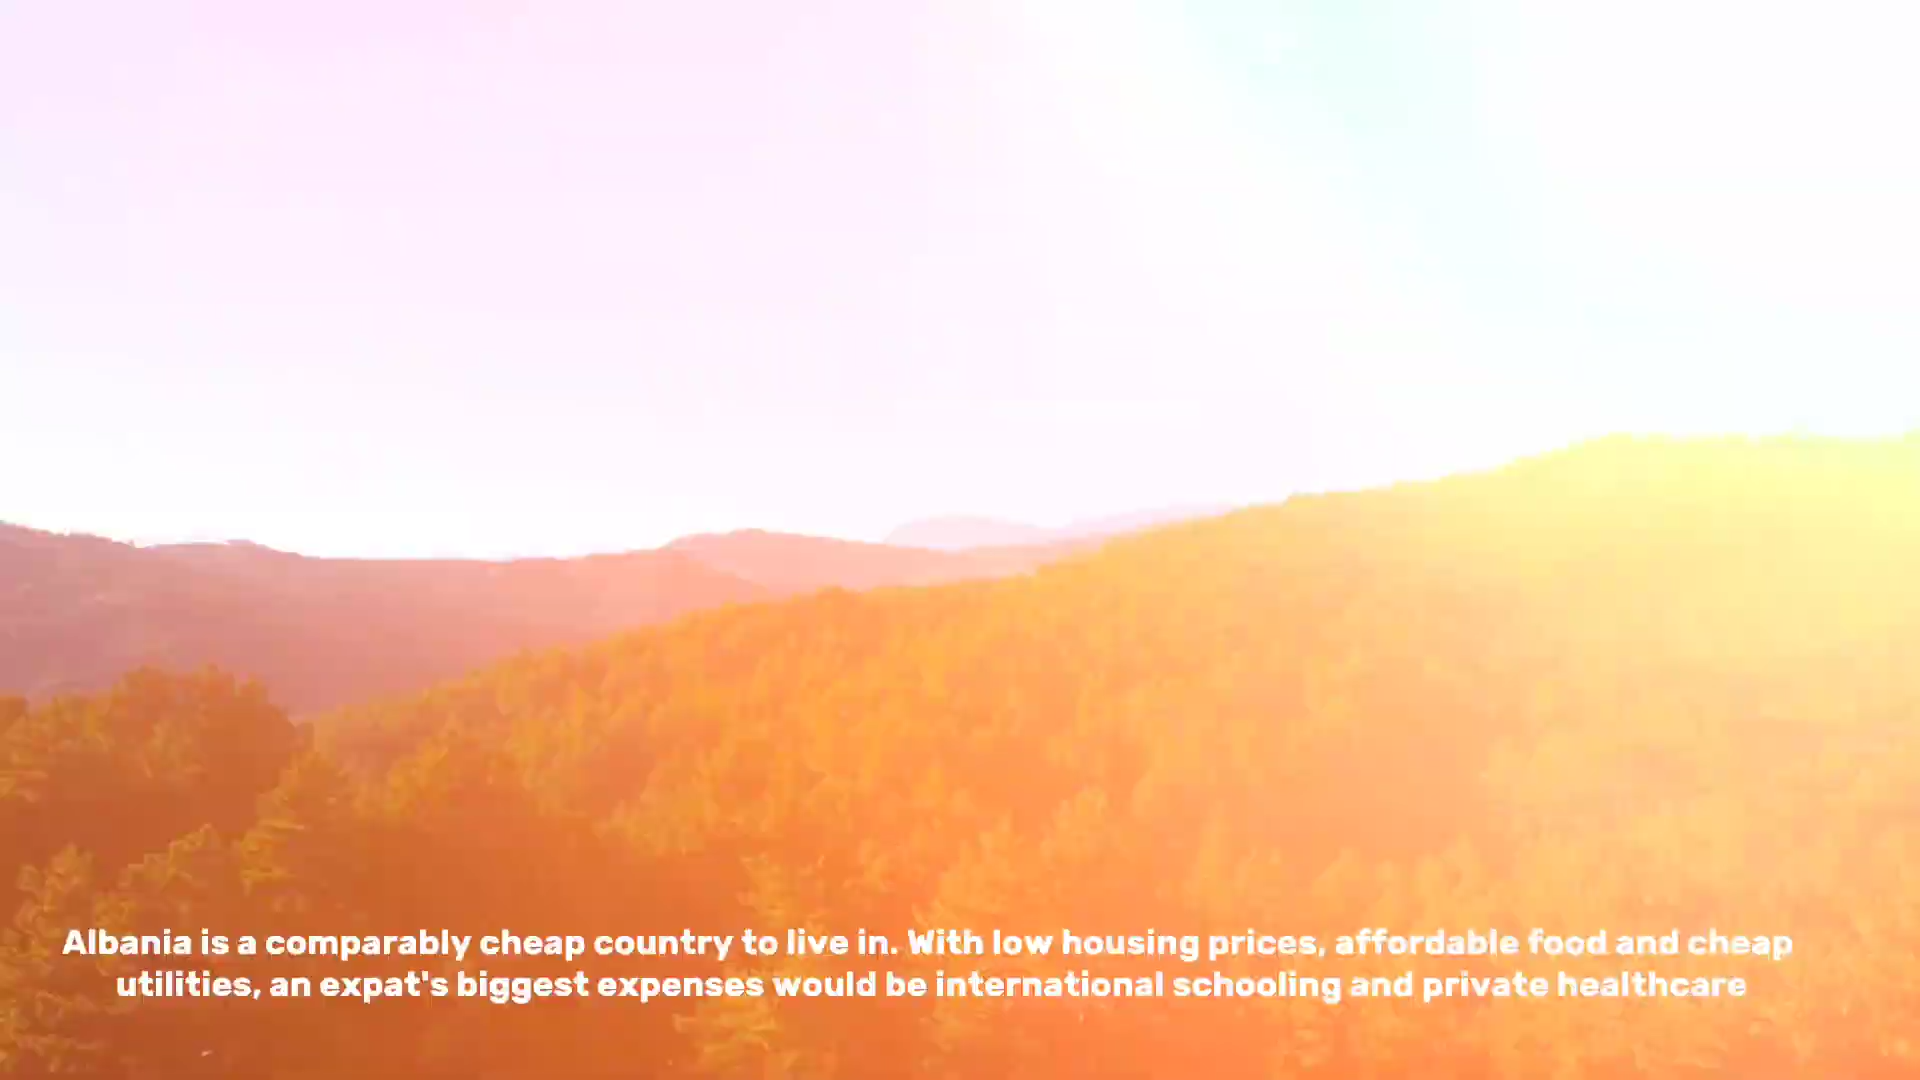 Albania is a comparably cheap country to live in. With low housing prices, affordable food and cheap
utilities, an expat's biggest expenses would be international schooling and private healthcare